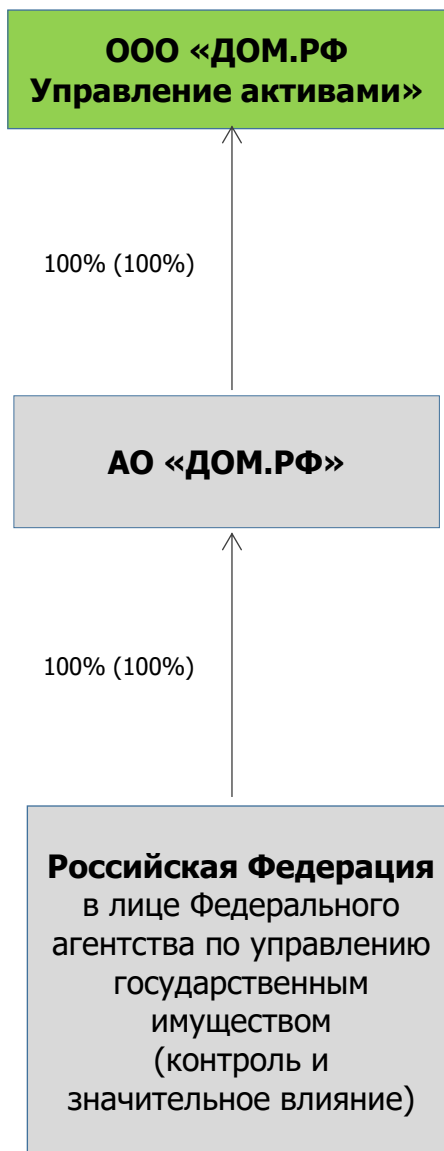 ООО «ДОМ.РФ
Управление активами»
100% (100%)
АО «ДОМ.РФ»
100% (100%)
Российская Федерация
в лице Федерального
агентства по управлению
государственным
имуществом
(контроль и
значительное влияние)